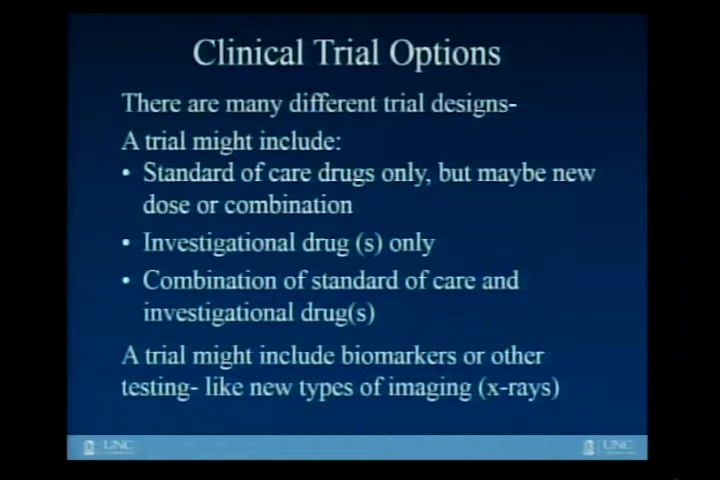 Clinical Trial Options
There are many different trial designs-
A trial might include:
• Standard of care drugs only, but maybe new
dose or combination
• Investigational drug (s) only
• Combination of standard of care and
investigational drug(s)
A trial might include biomarkers or other
testing- like new types of imaging (x-rays)
UNC
UNC